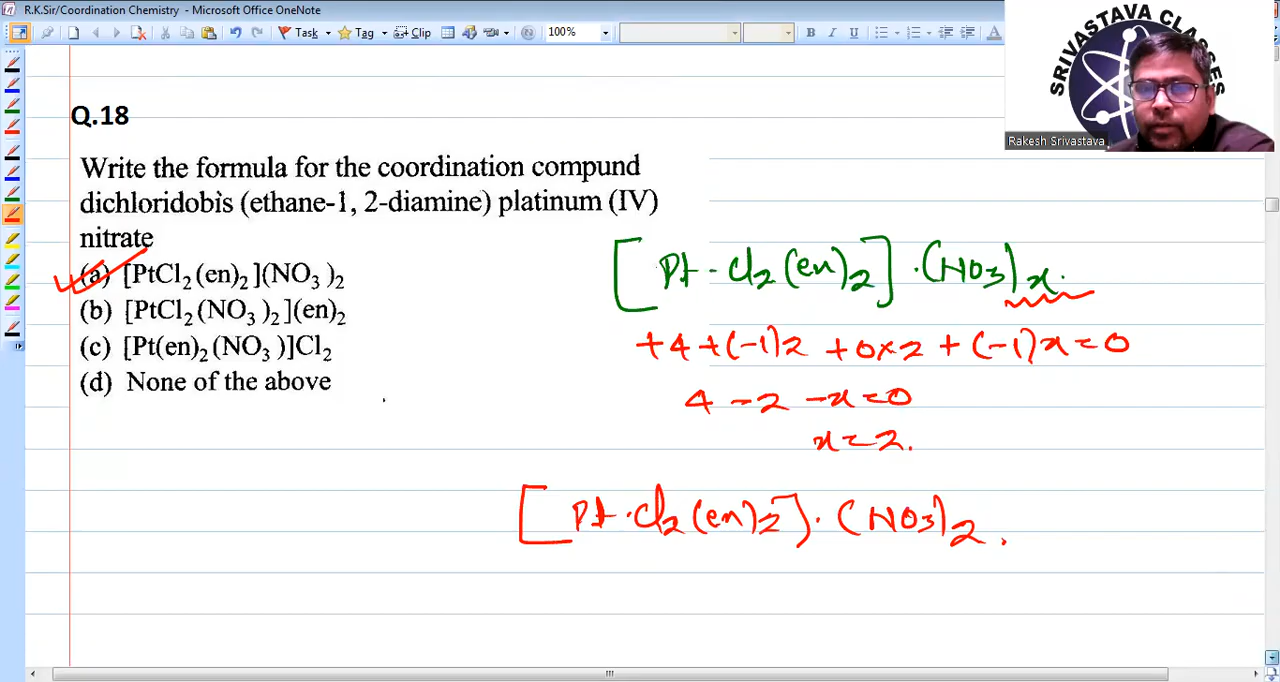 R.K.Sir/Coordination Chemistry - Microsoft Office OneNote
Task Tag Clip 100% B I U A
SRIVASTAVA CLASSES
Rakesh Srivastava
Q.18
Write the formula for the coordination compund
dichloridobis (ethane-1, 2-diamine) platinum (IV)
nitrate
(a) [PtCl₂(en)₂](NO₃)₂
(b) [PtCl₂(NO₃)₂](en)₂
(c) [Pt(en)₂(NO₃)]Cl₂
(d) None of the above
[Pt·Cl₂(en)₂]·(NO₃)x.
+4+(-1)2 +0×2 +(-1)x=0
4-2-x=0
x=2.
[Pt·Cl₂(en)₂]·(NO₃)₂.